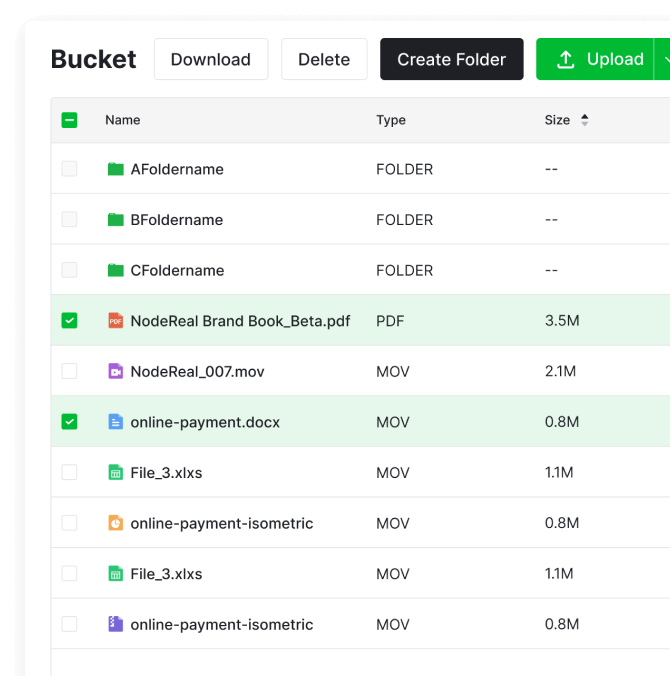 Bucket Download Delete Create Folder Upload
Name Type Size
AFoldername FOLDER --
BFoldername FOLDER --
CFoldername FOLDER --
PDF NodeReal Brand Book_Beta.pdf PDF 3.5M
NodeReal_007.mov MOV 2.1M
online-payment.docx MOV 0.8M
File_3.xlxs MOV 1.1M
online-payment-isometric MOV 0.8M
File_3.xlxs MOV 1.1M
online-payment-isometric MOV 0.8M